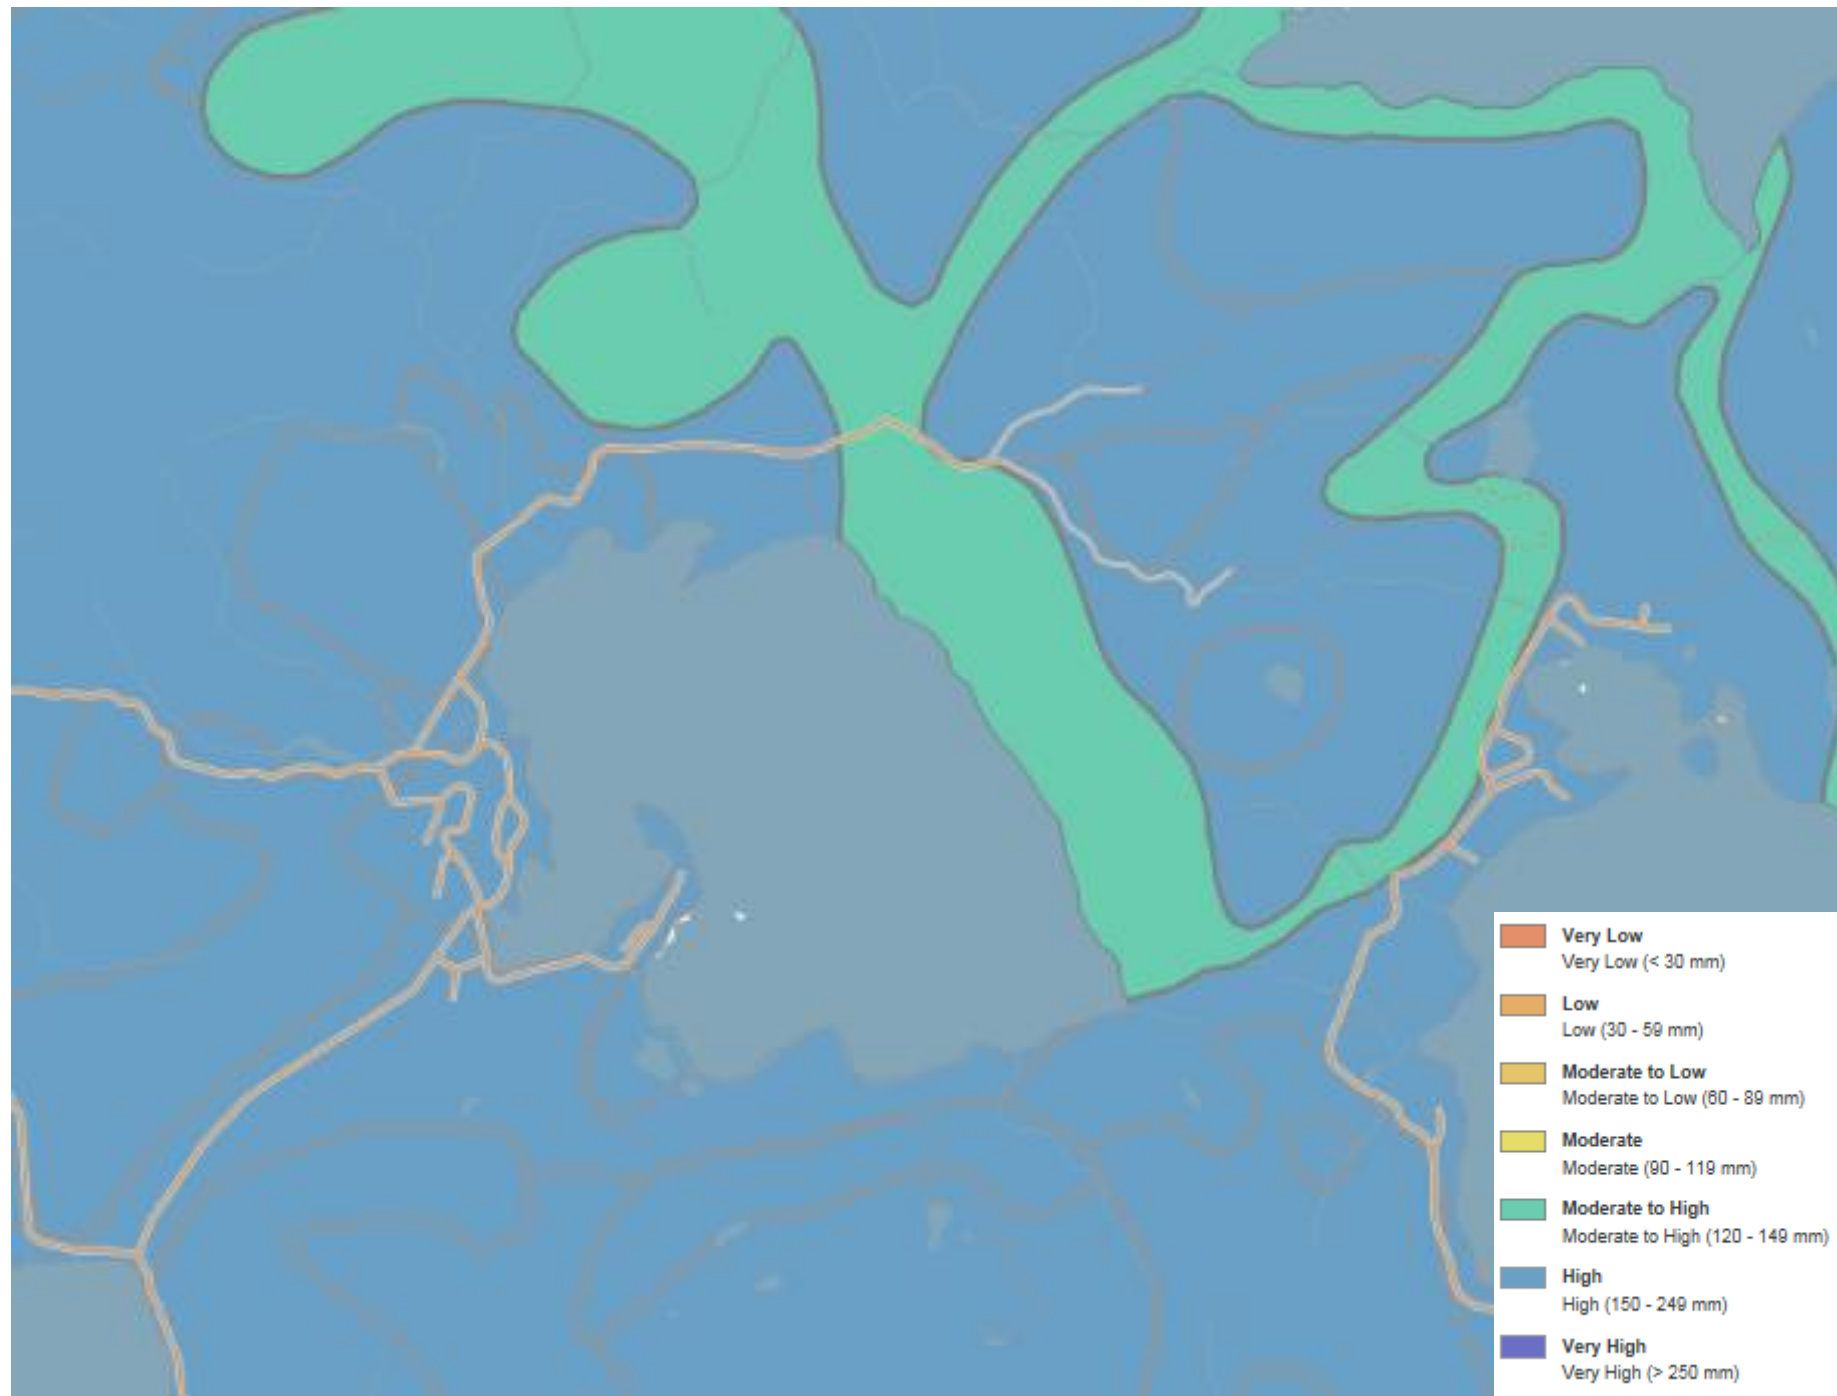 Very Low
Very Low (< 30 mm)
Low
Low (30 - 59 mm)
Moderate to Low
Moderate to Low (60 - 89 mm)
Moderate
Moderate (90 - 119 mm)
Moderate to High
Moderate to High (120 - 149 mm)
High
High (150 - 249 mm)
Very High
Very High (> 250 mm)